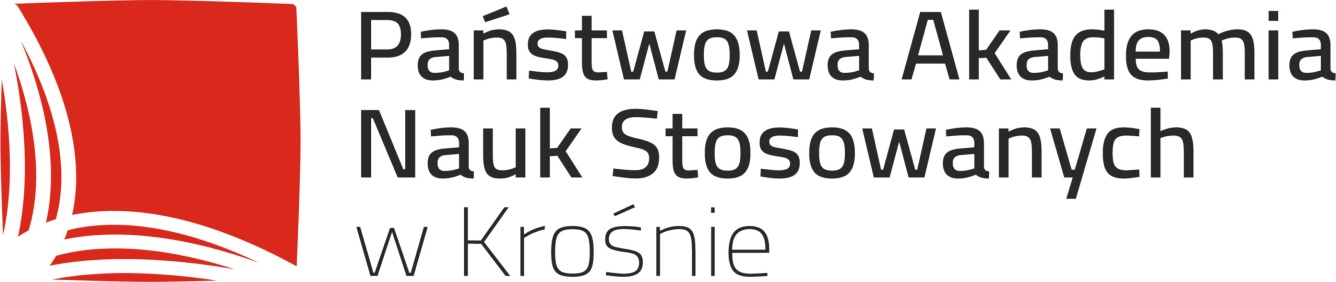 Państwowa Akademia
Nauk Stosowanych
w Krośnie